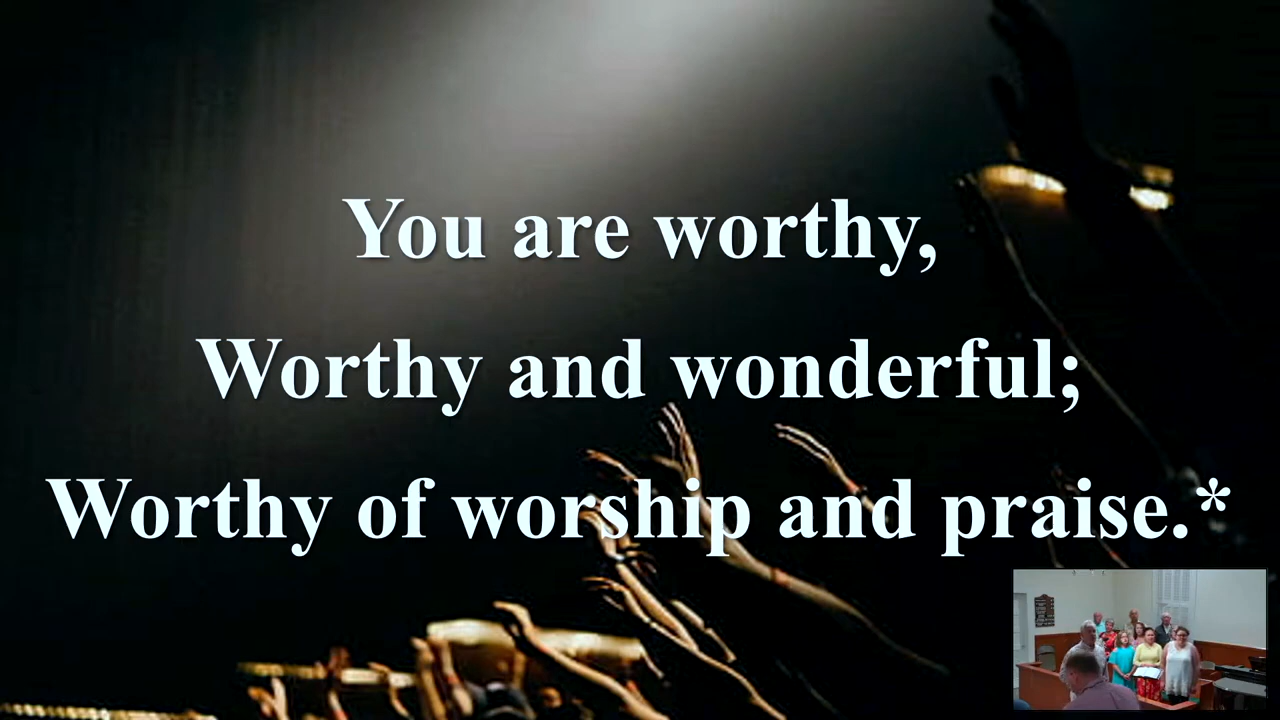 You are worthy,
Worthy and wonderful;
Worthy of worship and praise.*